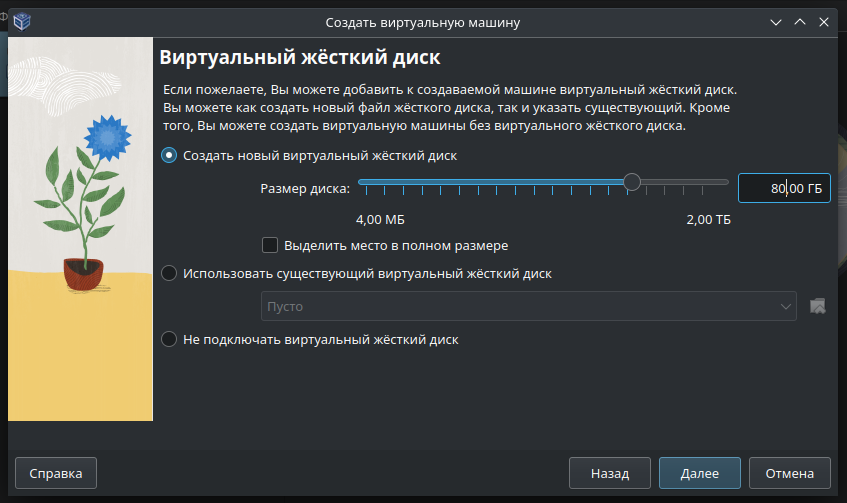 Создать виртуальную машину
Виртуальный жёсткий диск
Если пожелаете, Вы можете добавить к создаваемой машине виртуальный жёсткий диск.
Вы можете как создать новый файл жёсткого диска, так и указать существующий. Кроме
того, Вы можете создать виртуальную машины без виртуального жёсткого диска.
Создать новый виртуальный жёсткий диск
Размер диска: 80,00 ГБ
4,00 МБ 2,00 ТБ
Выделить место в полном размере
Использовать существующий виртуальный жёсткий диск
Пусто
Не подключать виртуальный жёсткий диск
Справка Назад Далее Отмена